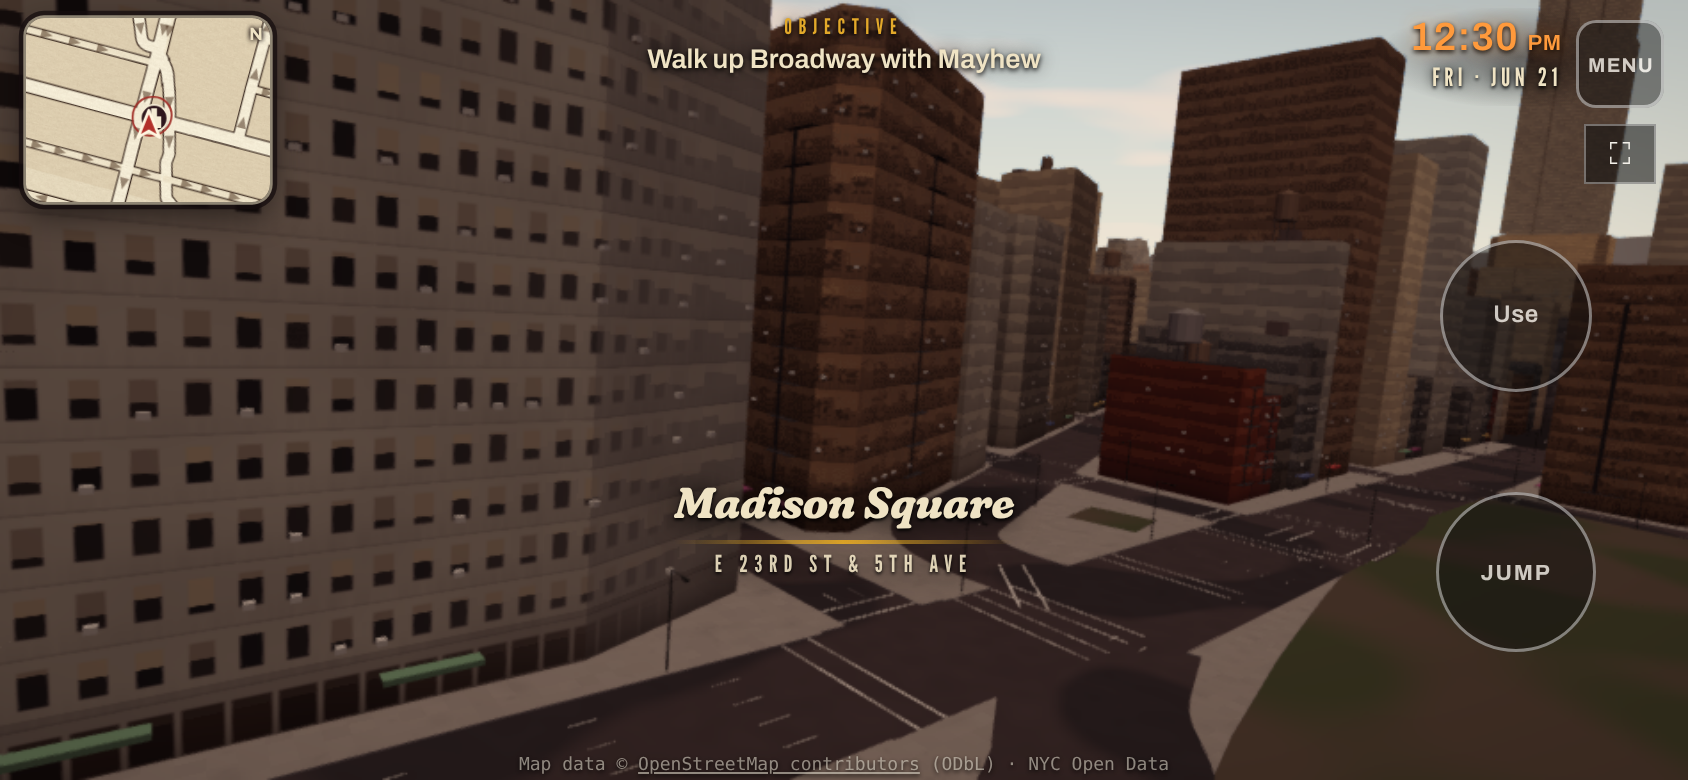 N
OBJECTIVE
Walk up Broadway with Mayhew
12:30 PM
FRI · JUN 21
MENU
Use
Madison Square
E 23RD ST & 5TH AVE
JUMP
Map data © OpenStreetMap contributors (ODbL) · NYC Open Data